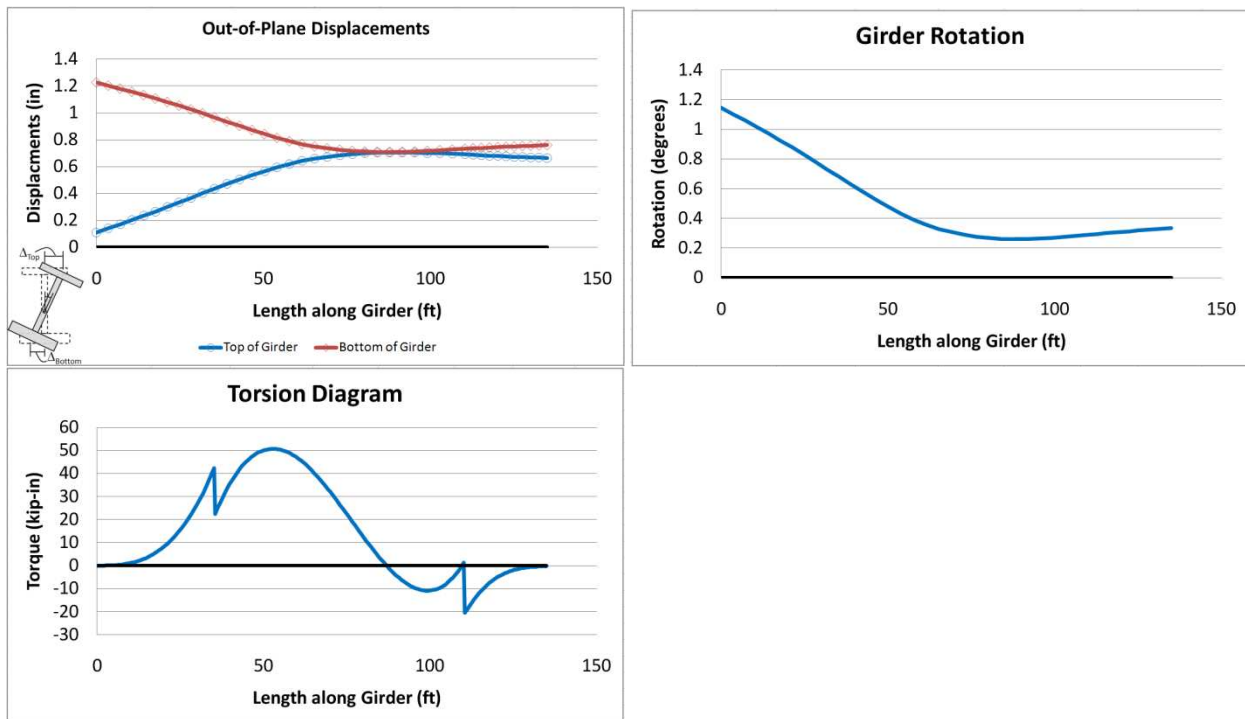 Out-of-Plane Displacements
1.4
1.2
1
0.8
0.6
0.4
0.2
0
Displacements (in)
0 50 100 150
Length along Girder (ft)
Top of Girder Bottom of Girder
ΔTop
ΔBottom
Girder Rotation
1.4
1.2
1
0.8
0.6
0.4
0.2
0
Rotation (degrees)
0 50 100 150
Length along Girder (ft)
Torsion Diagram
60
50
40
30
20
10
0
-10
-20
-30
Torque (kip-in)
0 50 100 150
Length along Girder (ft)